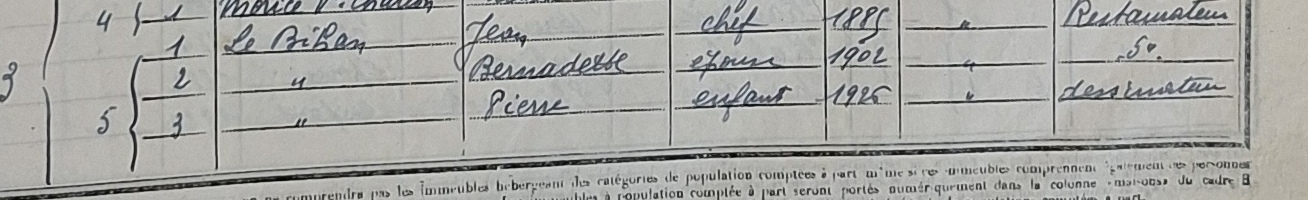 4 1 Morice chef 1885 " Restaurateur
1 Le Bihan Jean
2 " Bernadette épouse 1902 " so.
3 5 3 " Pierre enfant 1926 " dessinateur
comprendra pas les immeubles hébergeant des catégories de population comptées à part même si ces immeubles comprennent également des personnes
à population comptée à part seront portés numériquement dans la colonne maisons du cadre B